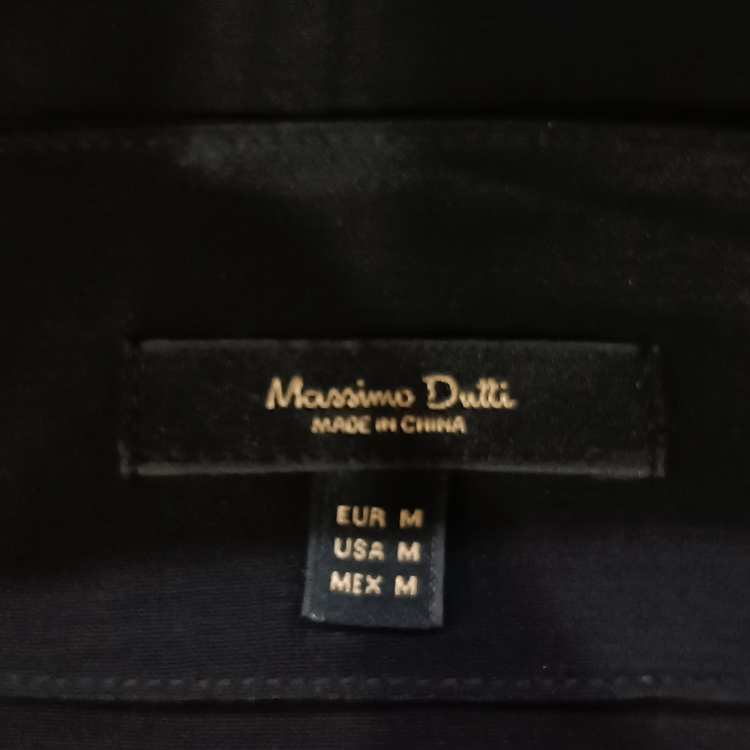 Massimo Dutti
MADE IN CHINA
EUR M
USA M
MEX M